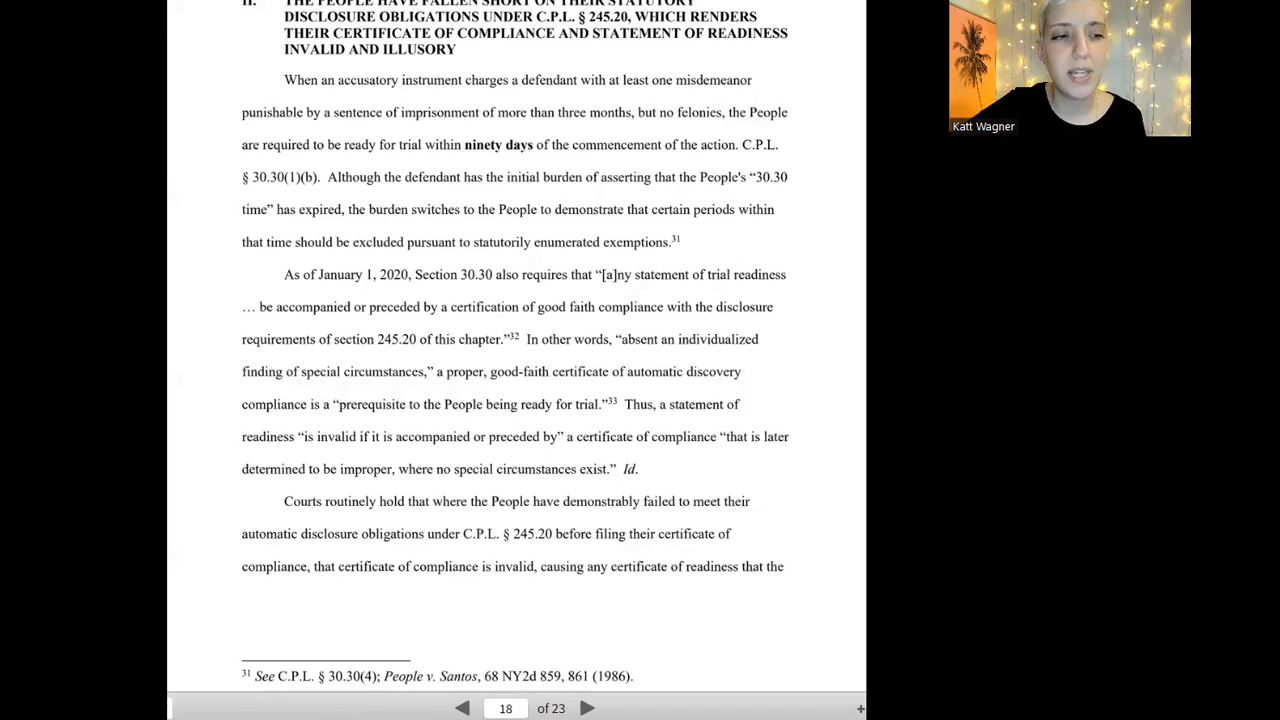 II. THE PEOPLE HAVE FALLEN SHORT ON THEIR STATUTORY
DISCLOSURE OBLIGATIONS UNDER C.P.L. § 245.20, WHICH RENDERS
THEIR CERTIFICATE OF COMPLIANCE AND STATEMENT OF READINESS
INVALID AND ILLUSORY
When an accusatory instrument charges a defendant with at least one misdemeanor
punishable by a sentence of imprisonment of more than three months, but no felonies, the People
are required to be ready for trial within ninety days of the commencement of the action. C.P.L.
§ 30.30(1)(b). Although the defendant has the initial burden of asserting that the People's “30.30
time” has expired, the burden switches to the People to demonstrate that certain periods within
that time should be excluded pursuant to statutorily enumerated exemptions.31
As of January 1, 2020, Section 30.30 also requires that “[a]ny statement of trial readiness
… be accompanied or preceded by a certification of good faith compliance with the disclosure
requirements of section 245.20 of this chapter.”32 In other words, “absent an individualized
finding of special circumstances,” a proper, good-faith certificate of automatic discovery
compliance is a “prerequisite to the People being ready for trial.”33 Thus, a statement of
readiness “is invalid if it is accompanied or preceded by” a certificate of compliance “that is later
determined to be improper, where no special circumstances exist.” Id.
Courts routinely hold that where the People have demonstrably failed to meet their
automatic disclosure obligations under C.P.L. § 245.20 before filing their certificate of
compliance, that certificate of compliance is invalid, causing any certificate of readiness that the
31 See C.P.L. § 30.30(4); People v. Santos, 68 NY2d 859, 861 (1986).
18 of 23
Katt Wagner